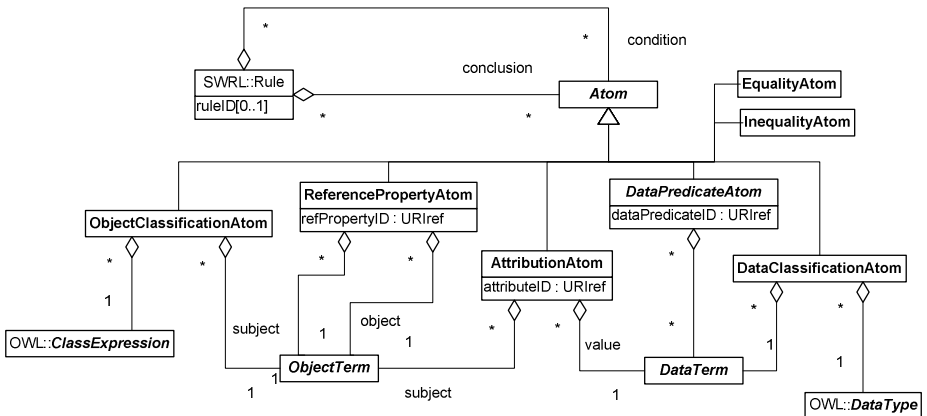 *
*
condition
SWRL::Rule
ruleID[0..1]
conclusion
*
*
Atom
EqualityAtom
InequalityAtom
ObjectClassificationAtom
ReferencePropertyAtom
refPropertyID : URIref
DataPredicateAtom
dataPredicateID : URIref
AttributionAtom
attributeID : URIref
DataClassificationAtom
*
*
*
*
*
*
*
*
*
1
subject
1
object
1
value
*
1
1
OWL::ClassExpression
ObjectTerm
1
1
subject
DataTerm
1
OWL::DataType